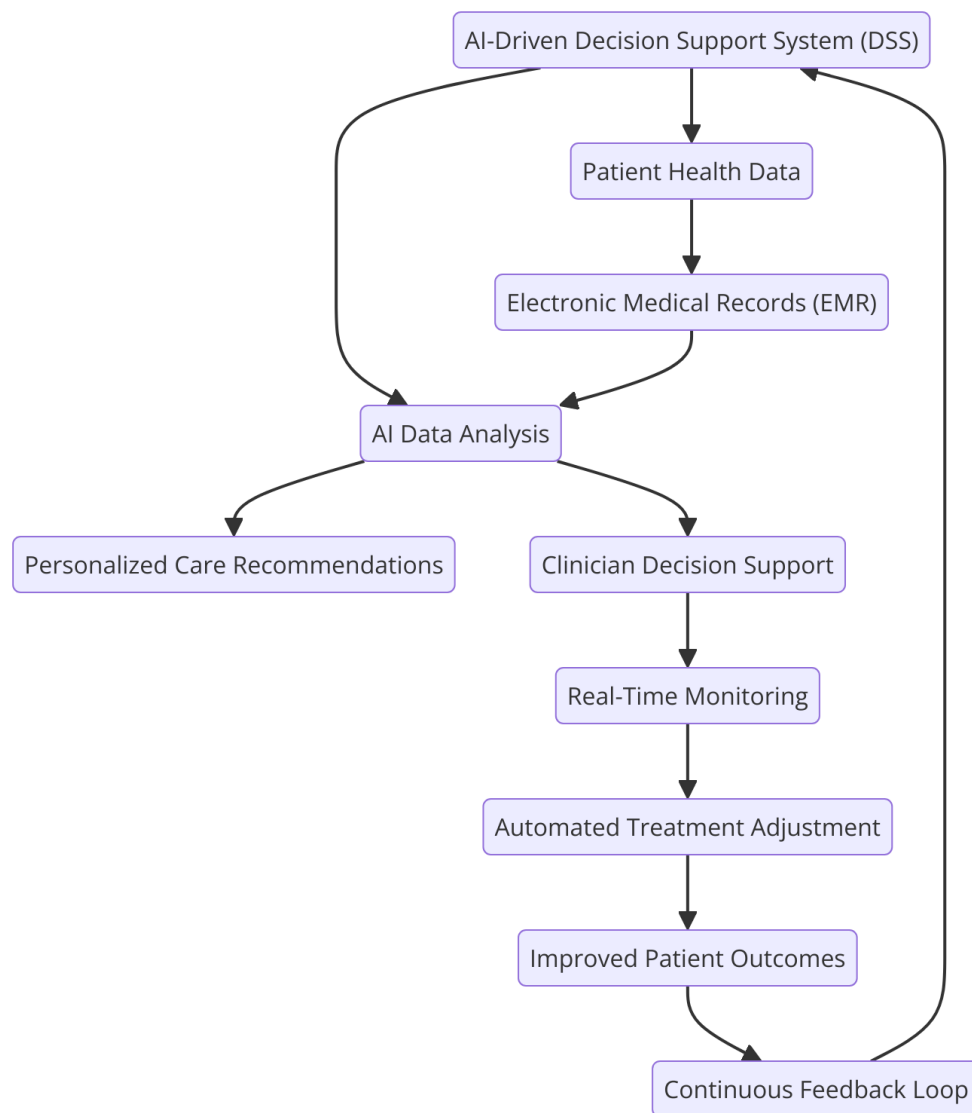 AI-Driven Decision Support System (DSS)
Patient Health Data
Electronic Medical Records (EMR)
AI Data Analysis
Personalized Care Recommendations
Clinician Decision Support
Real-Time Monitoring
Automated Treatment Adjustment
Improved Patient Outcomes
Continuous Feedback Loop